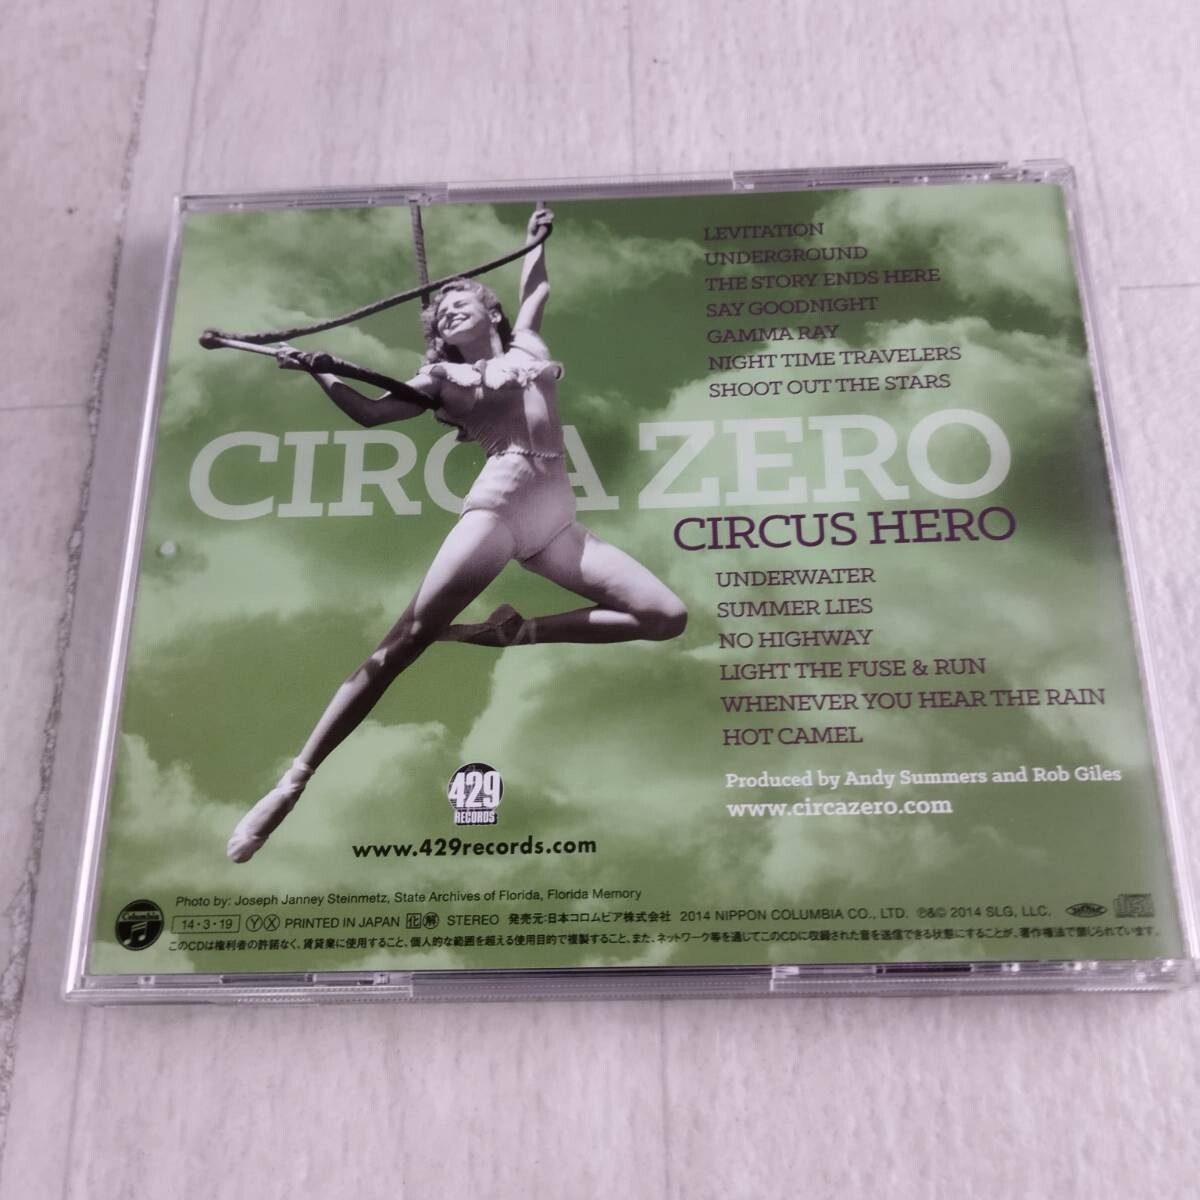 LEVITATION
UNDERGROUND
THE STORY ENDS HERE
SAY GOODNIGHT
GAMMA RAY
NIGHT TIME TRAVELERS
SHOOT OUT THE STARS
CIRCA ZERO
CIRCUS HERO
UNDERWATER
SUMMER LIES
NO HIGHWAY
LIGHT THE FUSE & RUN
WHENEVER YOU HEAR THE RAIN
HOT CAMEL
Produced by Andy Summers and Rob Giles
www.circazero.com
429
RECORDS
www.429records.com
Photo by: Joseph Janney Steinmetz, State Archives of Florida, Florida Memory
Columbia
14・3・19 Ⓨ Ⓧ PRINTED IN JAPAN 化 解 STEREO 発売元:日本コロムビア株式会社 2014 NIPPON COLUMBIA CO., LTD. ℗&© 2014 SLG, LLC.
このCDは権利者の許諾なく、賃貸業に使用すること、個人的な範囲を超える使用目的で複製すること、また、ネットワーク等を通じてこのCDに収録された音を送信できる状態にすることが、著作権法で禁じられています。